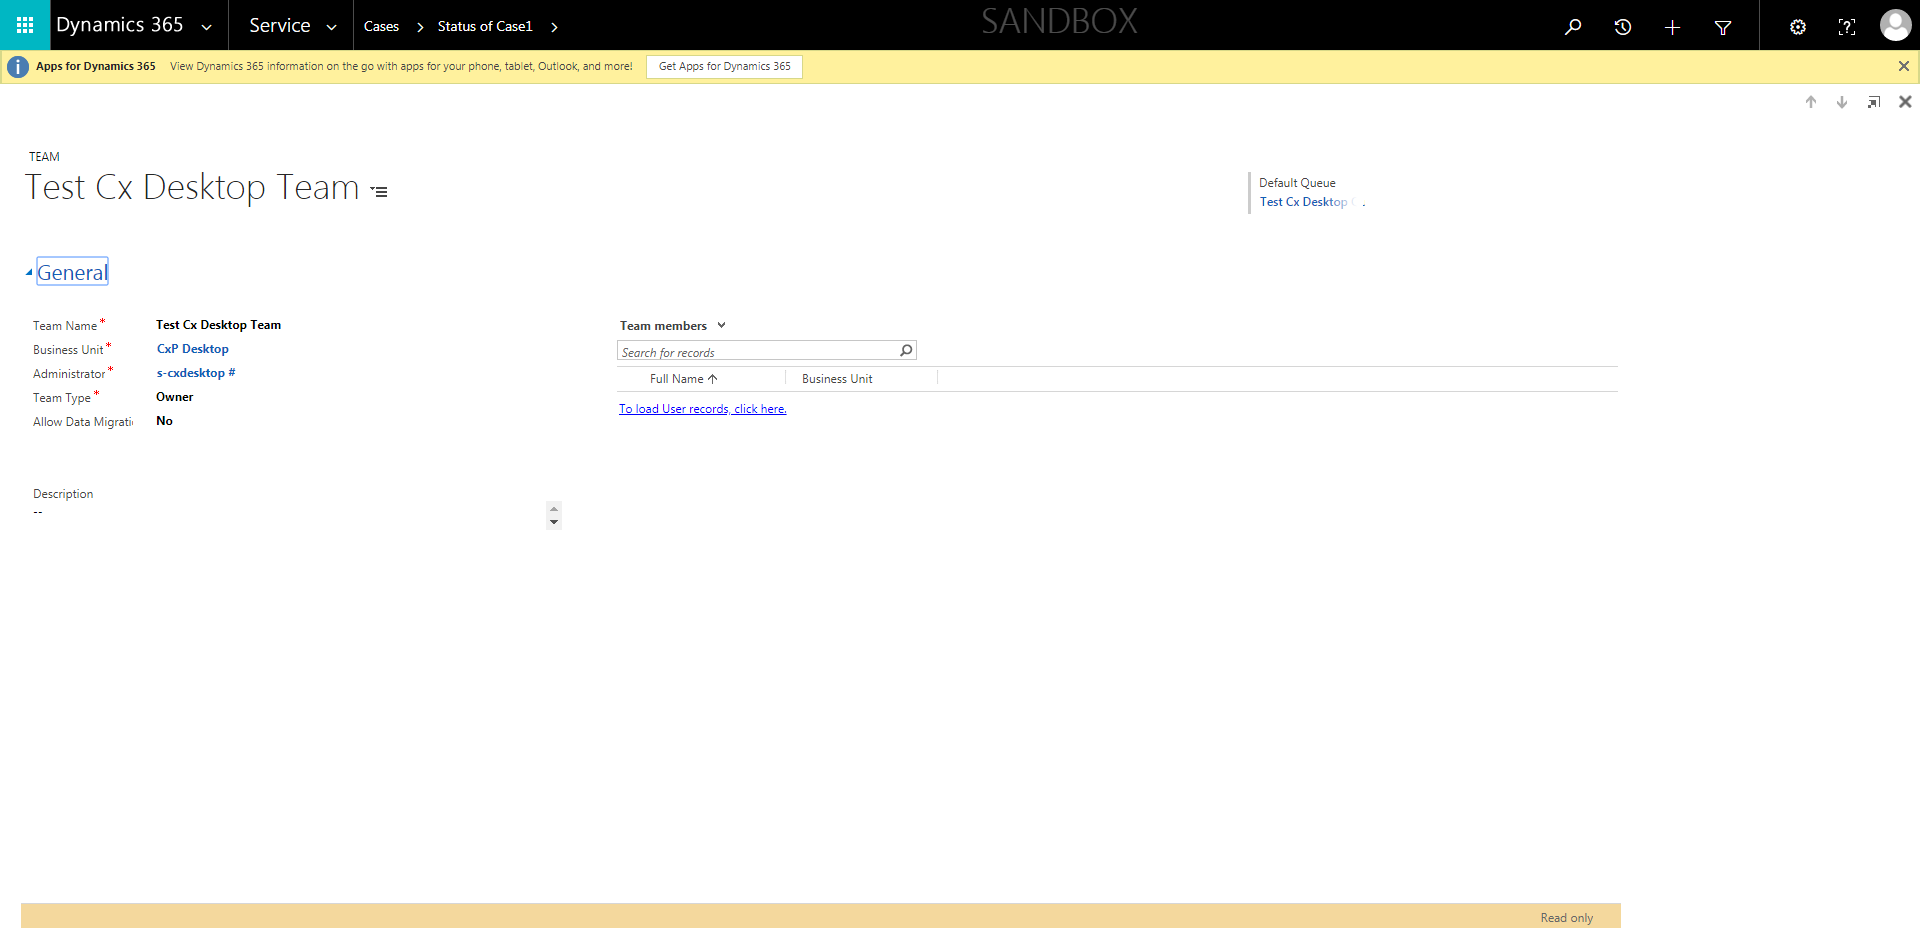 Dynamics 365 Service Cases Status of Case1 SANDBOX
Apps for Dynamics 365 View Dynamics 365 information on the go with apps for your phone, tablet, Outlook, and more! Get Apps for Dynamics 365
TEAM
Test Cx Desktop Team
Default Queue
Test Cx Desktop
General
Team Name* Test Cx Desktop Team
Business Unit* CxP Desktop
Administrator* s-cxdesktop #
Team Type* Owner
Allow Data Migrati No
Description
--
Team members
Search for records
Full Name Business Unit
To load User records, click here.
Read only